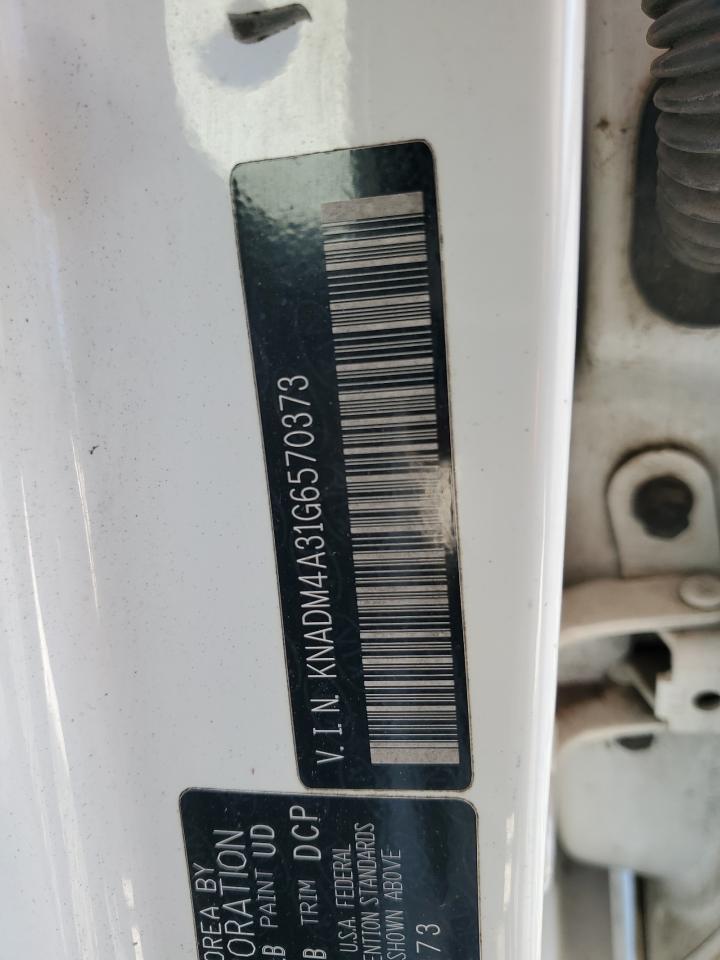 V.I.N. KNADM4A31G6570373
OREA BY
ORATION
B PAINT UD
B TRIM DCP
U.S.A. FEDERAL
ENTION STANDARDS
SHOWN ABOVE
73